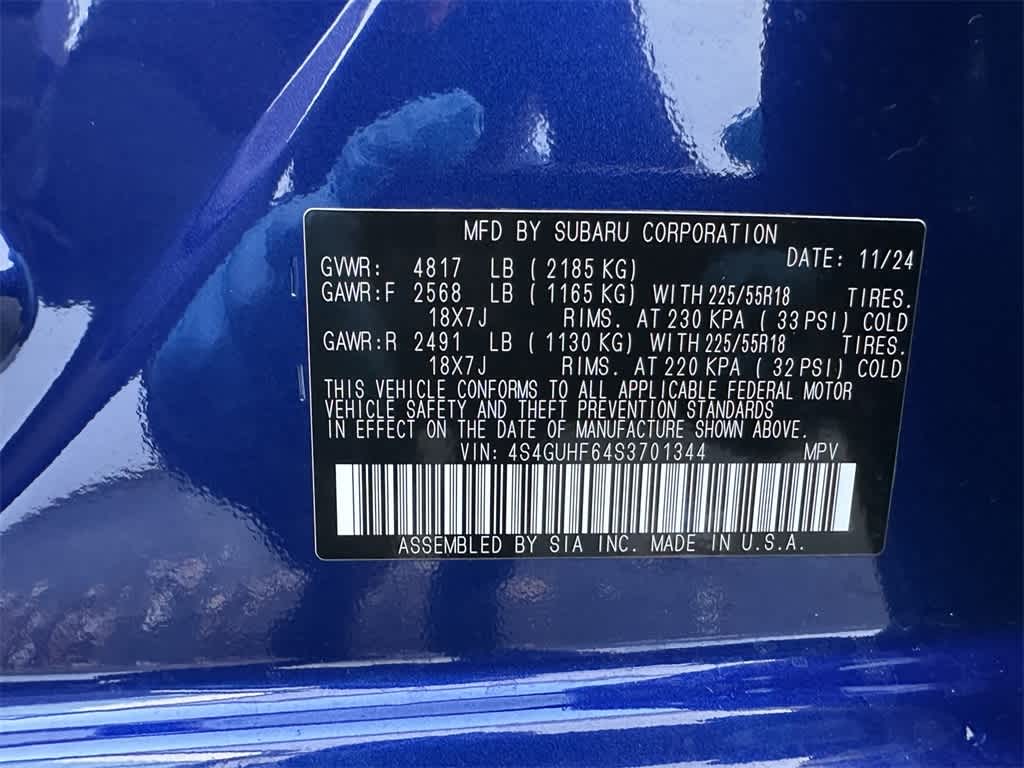 MFD BY SUBARU CORPORATION
DATE: 11/24
GVWR: 4817 LB ( 2185 KG)
GAWR:F 2568 LB ( 1165 KG) WITH 225/55R18 TIRES.
18X7J RIMS. AT 230 KPA ( 33 PSI) COLD
GAWR:R 2491 LB ( 1130 KG) WITH 225/55R18 TIRES.
18X7J RIMS. AT 220 KPA ( 32 PSI) COLD
THIS VEHICLE CONFORMS TO ALL APPLICABLE FEDERAL MOTOR
VEHICLE SAFETY AND THEFT PREVENTION STANDARDS
IN EFFECT ON THE DATE OF MANUFACTURE SHOWN ABOVE.
VIN: 4S4GUHF64S3701344 MPV
ASSEMBLED BY SIA INC. MADE IN U.S.A.